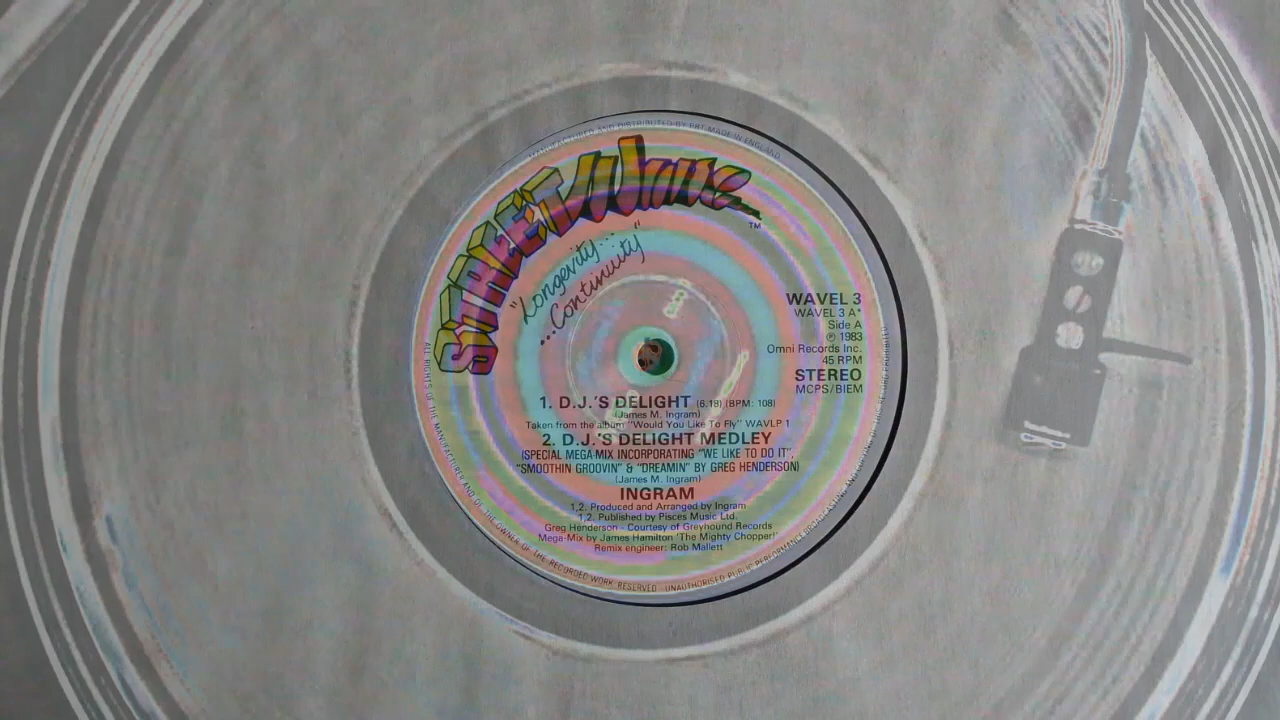 MANUFACTURED AND DISTRIBUTED BY PRT MADE IN ENGLAND
STREETWave
TM
"Longevity...
...Continuity"
WAVEL 3
WAVEL 3 A*
Side A
℗ 1983
Omni Records Inc.
45 RPM
STEREO
MCPS/BIEM
1. D.J.'S DELIGHT (6.18) (BPM: 108)
(James M. Ingram)
Taken from the album "Would You Like To Fly" WAVLP 1
2. D.J.'S DELIGHT MEDLEY
(SPECIAL MEGA-MIX INCORPORATING "WE LIKE TO DO IT",
"SMOOTHIN GROOVIN" & "DREAMIN" BY GREG HENDERSON)
(James M. Ingram)
INGRAM
1,2. Produced and Arranged by Ingram
1,2. Published by Pisces Music Ltd.
Greg Henderson - Courtesy of Greyhound Records
Mega-Mix by James Hamilton 'The Mighty Chopper!'
Remix engineer: Rob Mallett
ALL RIGHTS OF THE MANUFACTURER AND OF THE OWNER OF THE RECORDED WORK RESERVED · UNAUTHORISED PUBLIC PERFORMANCE BROADCASTING AND THIS RECORD PROHIBITED